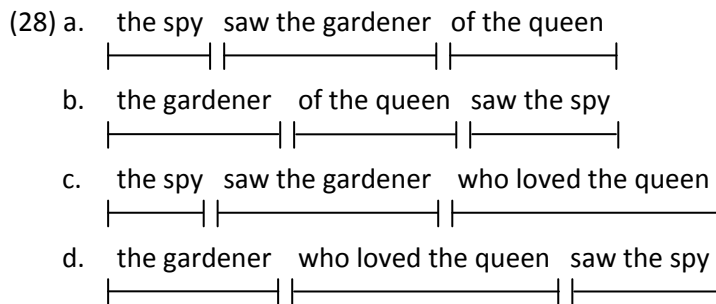 (28) a. the spy saw the gardener of the queen
b. the gardener of the queen saw the spy
c. the spy saw the gardener who loved the queen
d. the gardener who loved the queen saw the spy